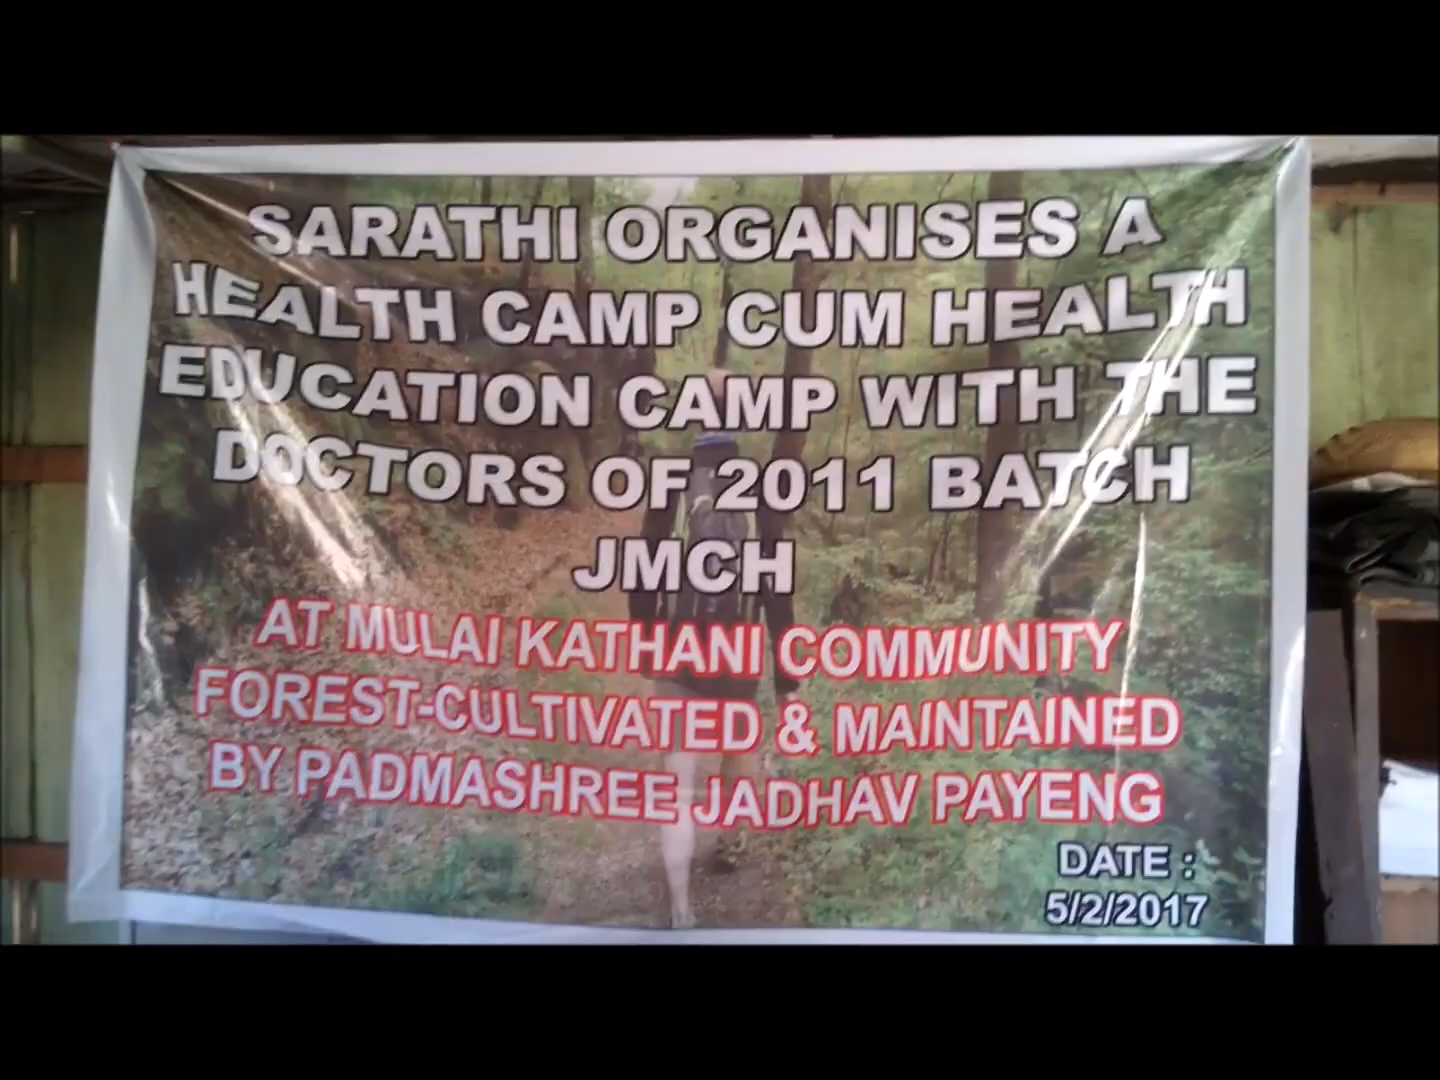 SARATHI ORGANISES A
HEALTH CAMP CUM HEALTH
EDUCATION CAMP WITH THE
DOCTORS OF 2011 BATCH
JMCH
AT MULAI KATHANI COMMUNITY
FOREST-CULTIVATED & MAINTAINED
BY PADMASHREE JADHAV PAYENG
DATE :
5/2/2017